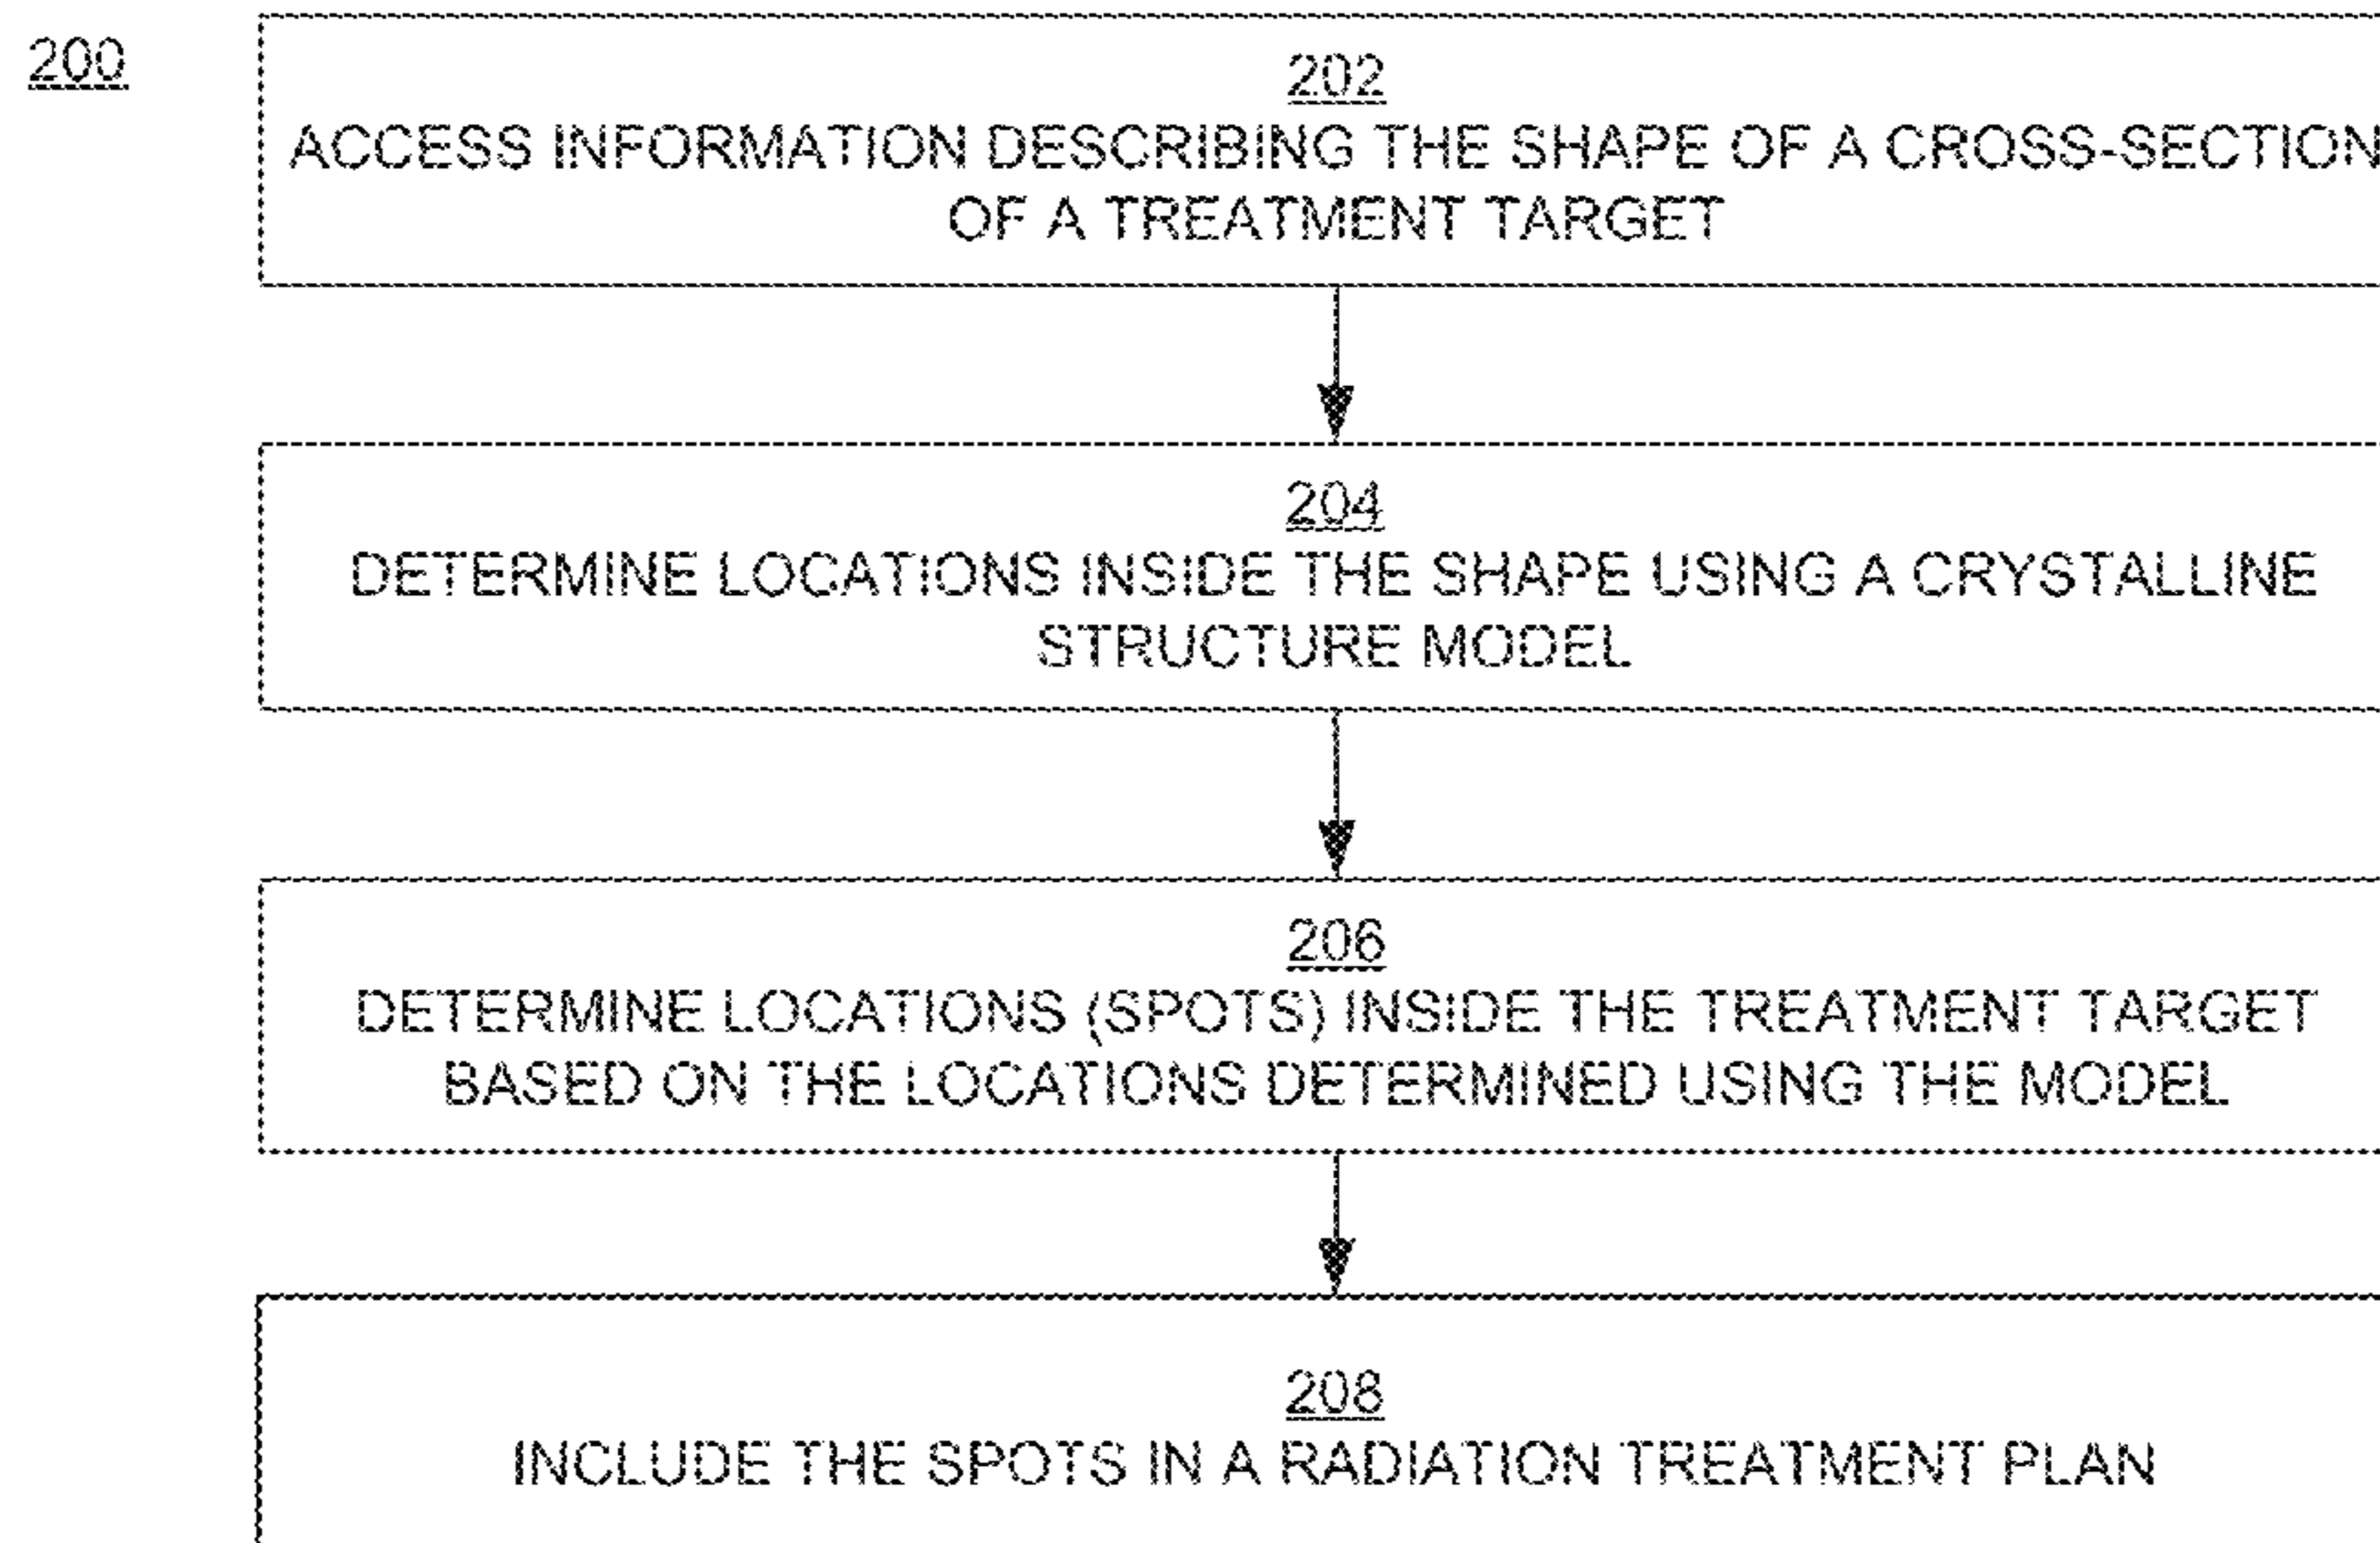 200
202
ACCESS INFORMATION DESCRIBING THE SHAPE OF A CROSS-SECTION
OF A TREATMENT TARGET
204
DETERMINE LOCATIONS INSIDE THE SHAPE USING A CRYSTALLINE
STRUCTURE MODEL
206
DETERMINE LOCATIONS (SPOTS) INSIDE THE TREATMENT TARGET
BASED ON THE LOCATIONS DETERMINED USING THE MODEL
208
INCLUDE THE SPOTS IN A RADIATION TREATMENT PLAN